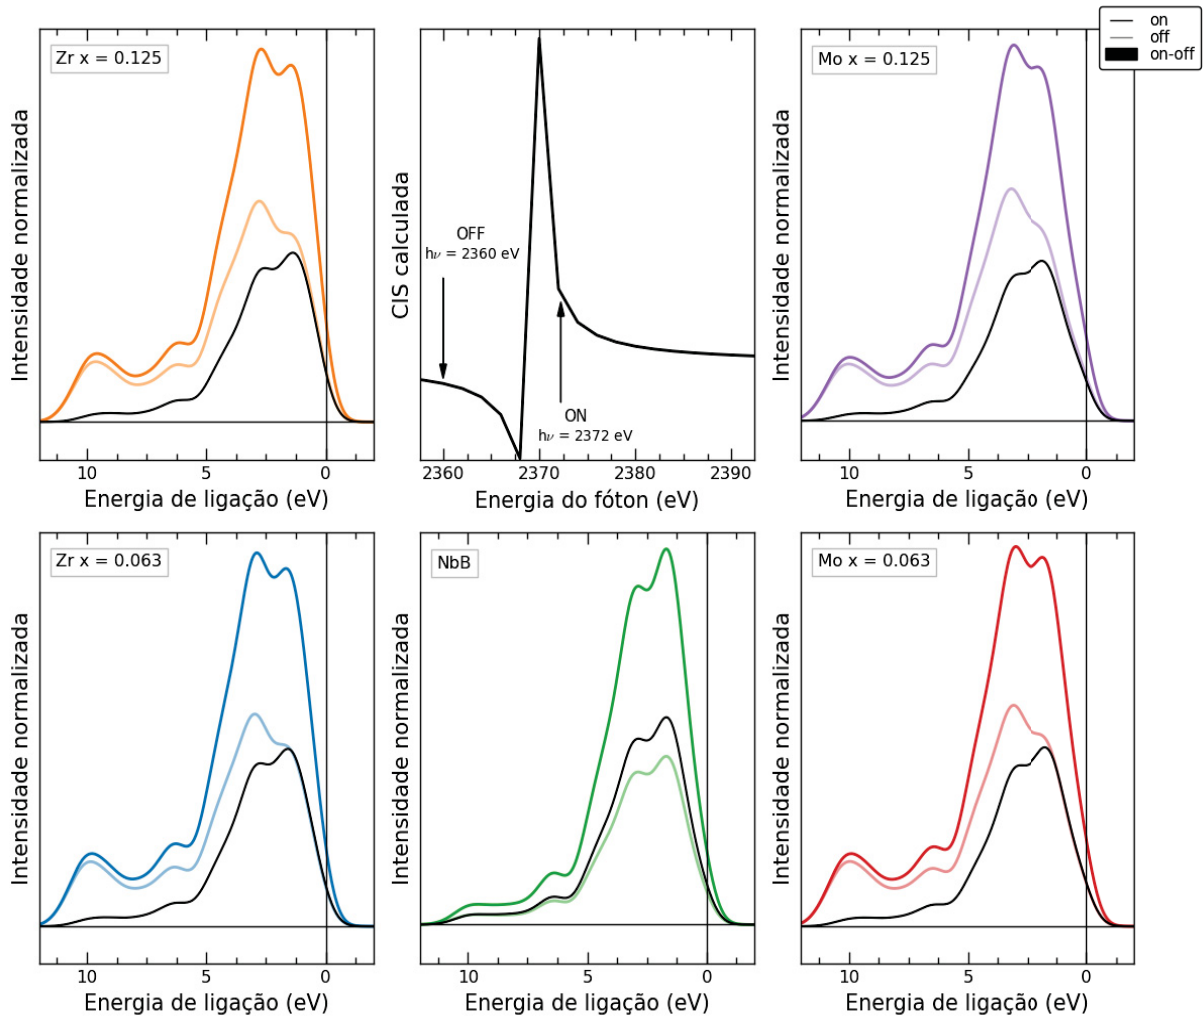 on
off
on-off
Zr x = 0.125
Intensidade normalizada
10 5 0
Energia de ligação (eV)
CIS calculada
OFF
hν = 2360 eV
ON
hν = 2372 eV
2360 2370 2380 2390
Energia do fóton (eV)
Mo x = 0.125
Intensidade normalizada
10 5 0
Energia de ligação (eV)
Zr x = 0.063
Intensidade normalizada
10 5 0
Energia de ligação (eV)
NbB
Intensidade normalizada
10 5 0
Energia de ligação (eV)
Mo x = 0.063
Intensidade normalizada
10 5 0
Energia de ligação (eV)